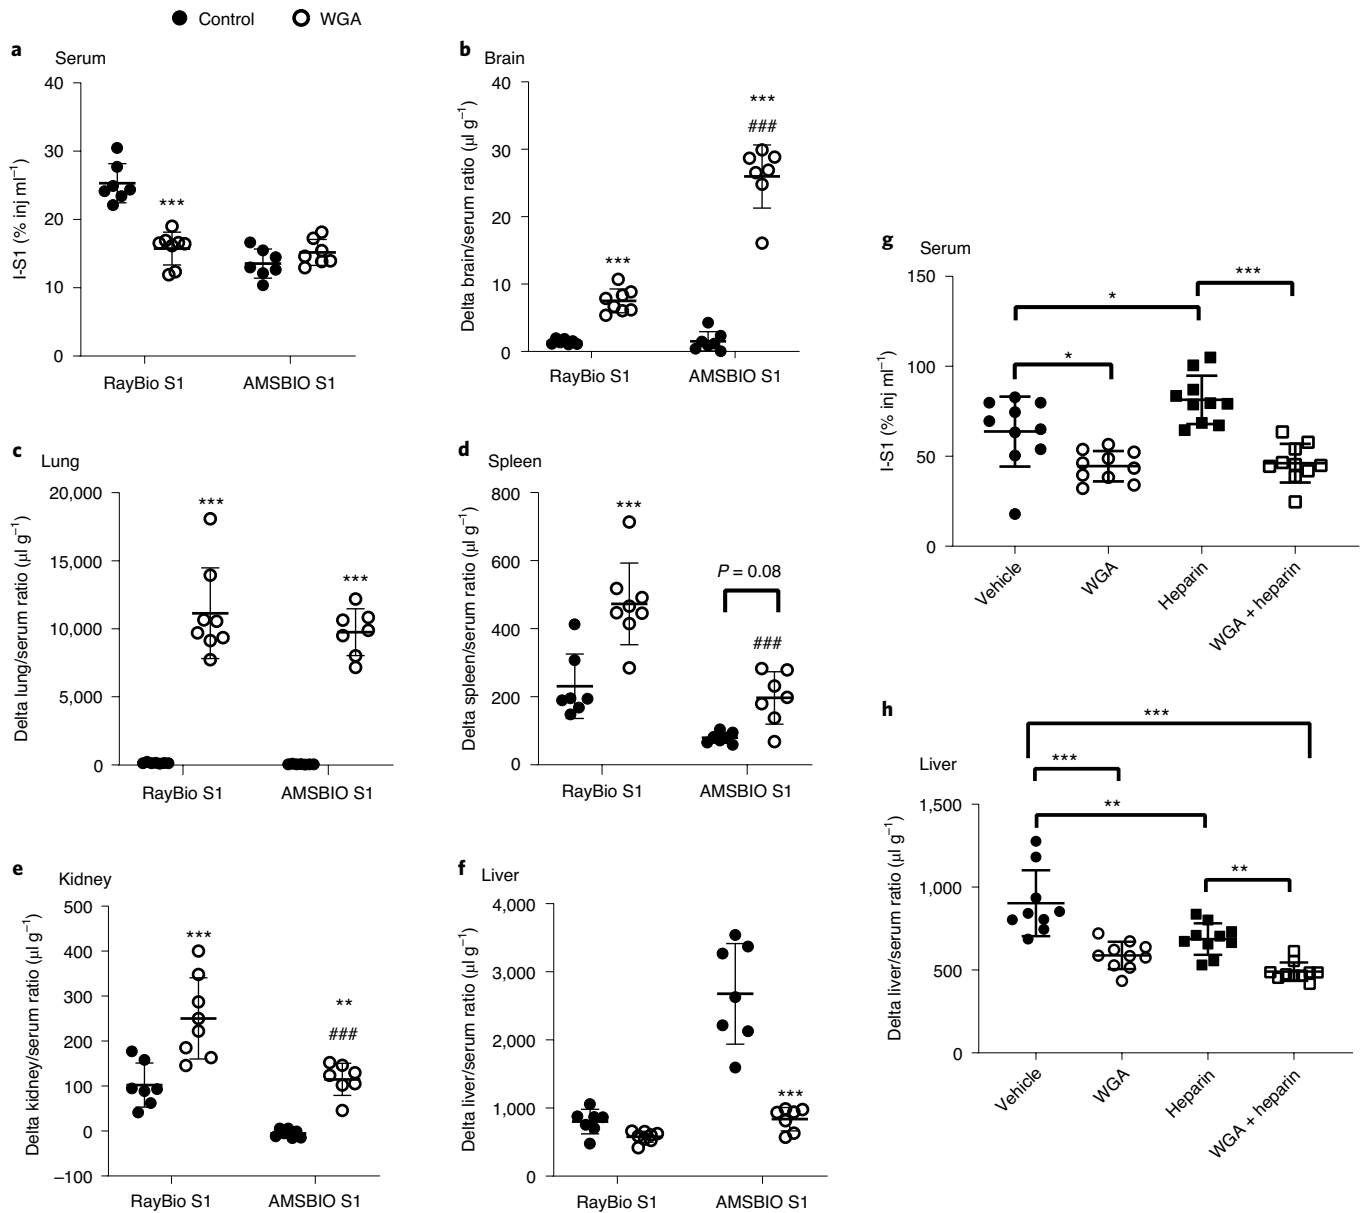 Control WGA
a Serum
I-S1 (% inj ml⁻¹)
40
30
20
10
0
***
RayBio S1 AMSBIO S1
b Brain
Delta brain/serum ratio (µl g⁻¹)
40
30
20
10
0
***
***
###
RayBio S1 AMSBIO S1
c Lung
Delta lung/serum ratio (µl g⁻¹)
20,000
15,000
10,000
5,000
0
***
***
RayBio S1 AMSBIO S1
d Spleen
Delta spleen/serum ratio (µl g⁻¹)
800
600
400
200
0
***
P = 0.08
###
RayBio S1 AMSBIO S1
e Kidney
Delta kidney/serum ratio (µl g⁻¹)
500
400
300
200
100
0
–100
***
**
###
RayBio S1 AMSBIO S1
f Liver
Delta liver/serum ratio (µl g⁻¹)
4,000
3,000
2,000
1,000
0
***
RayBio S1 AMSBIO S1
g Serum
I-S1 (% inj ml⁻¹)
150
100
50
0
***
*
*
Vehicle
WGA
Heparin
WGA + heparin
h
Liver
Delta liver/serum ratio (µl g⁻¹)
1,500
1,000
500
0
***
***
**
**
Vehicle
WGA
Heparin
WGA + heparin